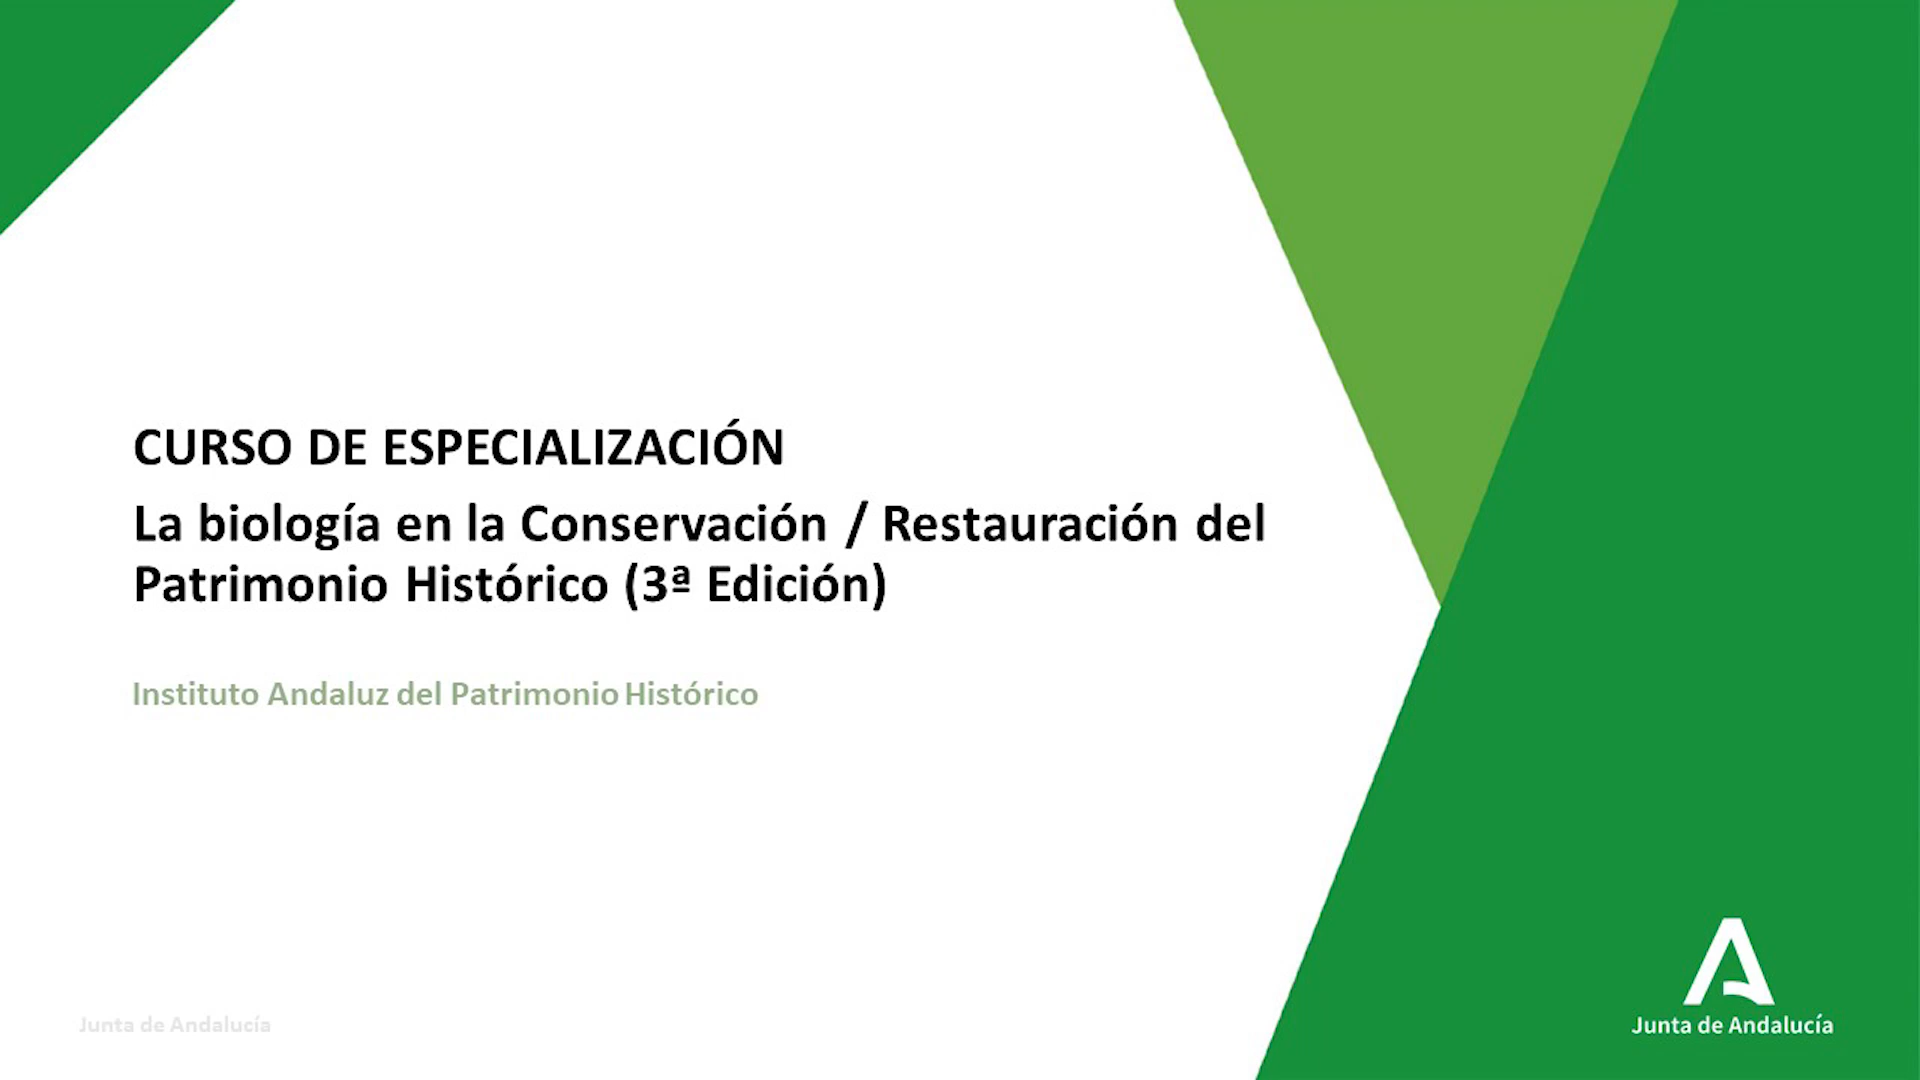 CURSO DE ESPECIALIZACIÓN
La biología en la Conservación / Restauración del
Patrimonio Histórico (3ª Edición)
Instituto Andaluz del Patrimonio Histórico
Junta de Andalucía
Junta de Andalucía